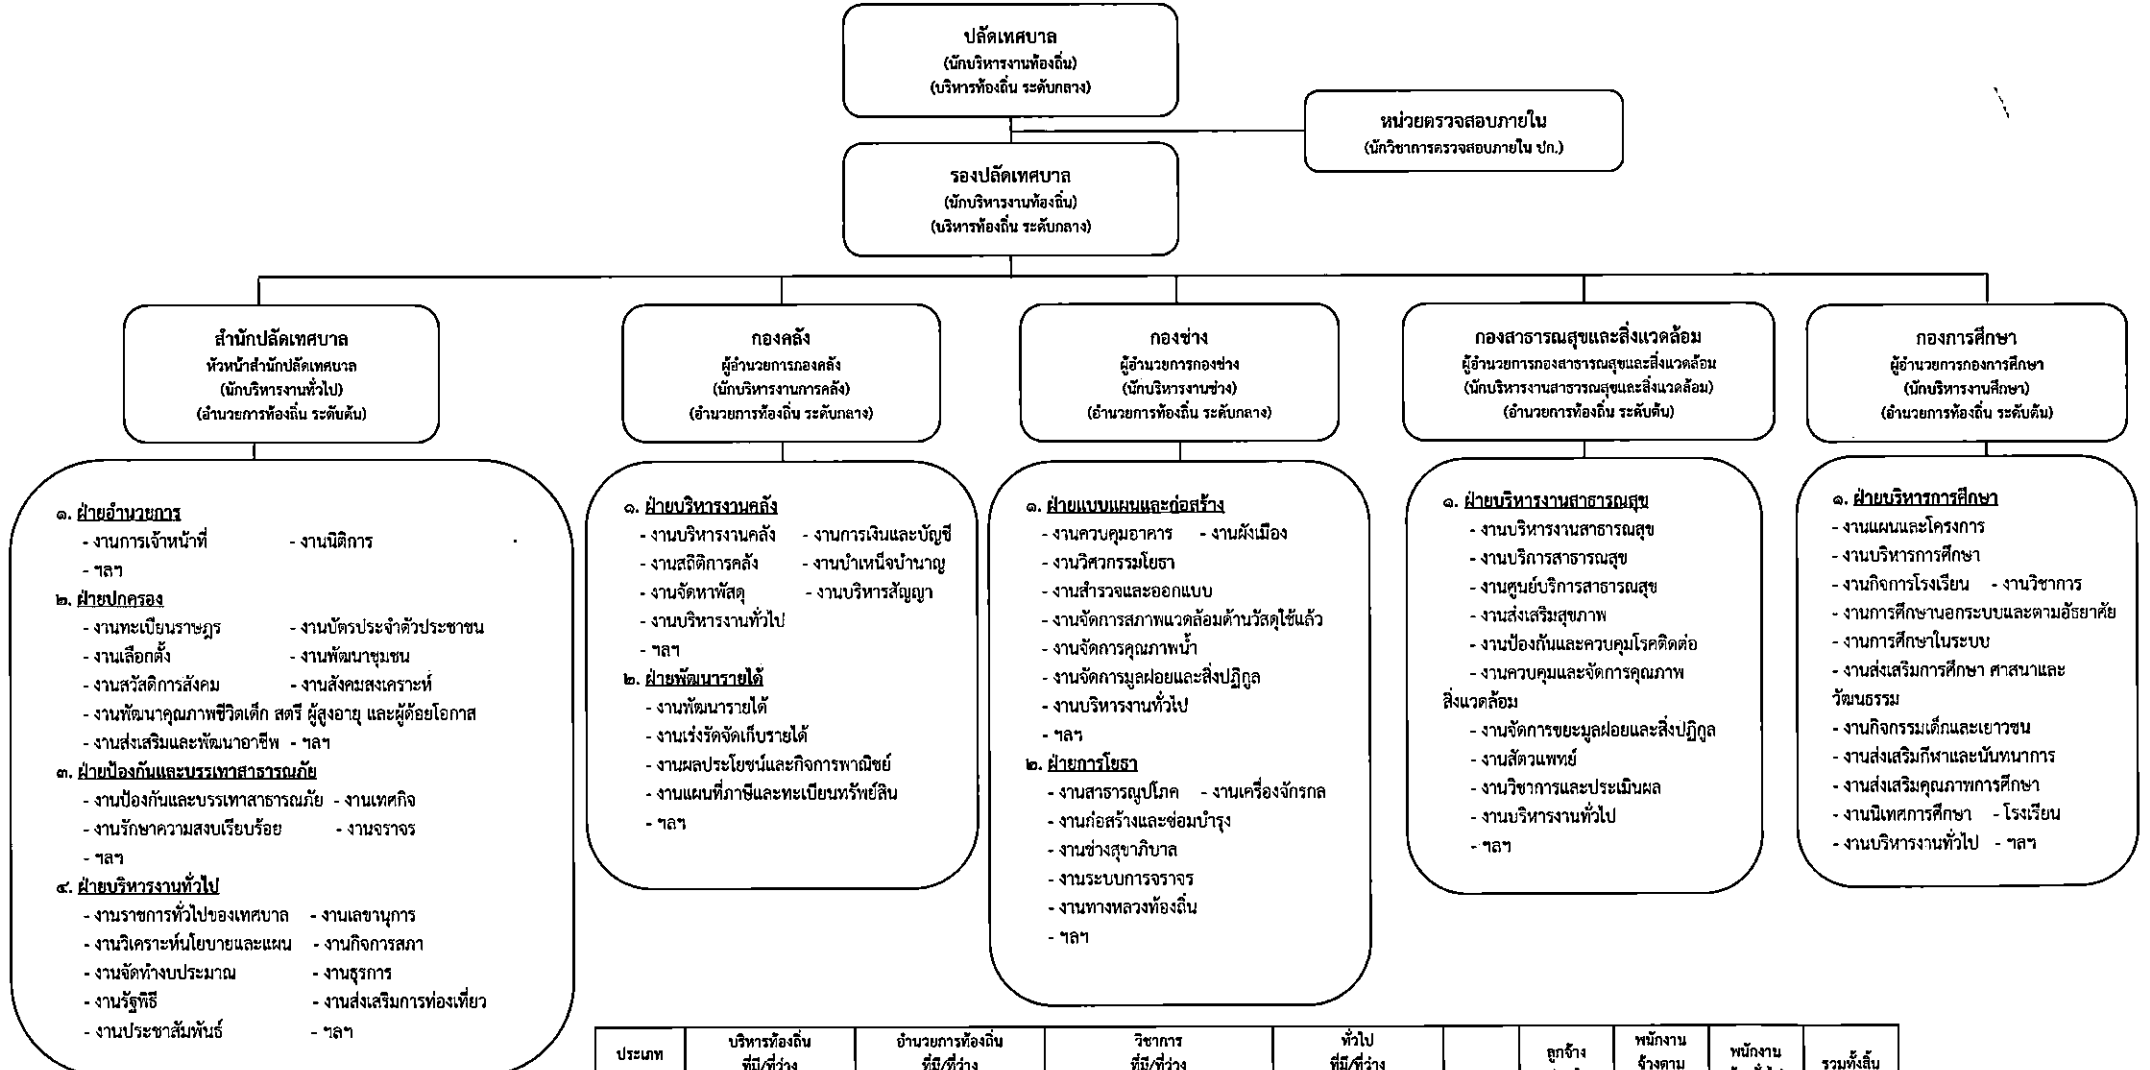 ปลัดเทศบาล
(นักบริหารงานท้องถิ่น)
(บริหารท้องถิ่น ระดับกลาง)
หน่วยตรวจสอบภายใน
(นักวิชาการตรวจสอบภายใน ปก.)
รองปลัดเทศบาล
(นักบริหารงานท้องถิ่น)
(บริหารท้องถิ่น ระดับกลาง)
สำนักปลัดเทศบาล
หัวหน้าสำนักปลัดเทศบาล
(นักบริหารงานทั่วไป)
(อำนวยการท้องถิ่น ระดับต้น)
กองคลัง
ผู้อำนวยการกองคลัง
(นักบริหารงานการคลัง)
(อำนวยการท้องถิ่น ระดับกลาง)
กองช่าง
ผู้อำนวยการกองช่าง
(นักบริหารงานช่าง)
(อำนวยการท้องถิ่น ระดับกลาง)
กองสาธารณสุขและสิ่งแวดล้อม
ผู้อำนวยการกองสาธารณสุขและสิ่งแวดล้อม
(นักบริหารงานสาธารณสุขและสิ่งแวดล้อม)
(อำนวยการท้องถิ่น ระดับต้น)
กองการศึกษา
ผู้อำนวยการกองการศึกษา
(นักบริหารงานศึกษา)
(อำนวยการท้องถิ่น ระดับต้น)
๑. ฝ่ายอำนวยการ
- งานการเจ้าหน้าที่ - งานนิติการ
- ฯลฯ
๒. ฝ่ายปกครอง
- งานทะเบียนราษฎร - งานบัตรประจำตัวประชาชน
- งานเลือกตั้ง - งานพัฒนาชุมชน
- งานสวัสดิการสังคม - งานสังคมสงเคราะห์
- งานพัฒนาคุณภาพชีวิตเด็ก สตรี ผู้สูงอายุ และผู้ด้อยโอกาส
- งานส่งเสริมและพัฒนาอาชีพ - ฯลฯ
๓. ฝ่ายป้องกันและบรรเทาสาธารณภัย
- งานป้องกันและบรรเทาสาธารณภัย - งานเทศกิจ
- งานรักษาความสงบเรียบร้อย - งานจราจร
- ฯลฯ
๔. ฝ่ายบริหารงานทั่วไป
- งานราชการทั่วไปของเทศบาล - งานเลขานุการ
- งานวิเคราะห์นโยบายและแผน - งานกิจการสภา
- งานจัดทำงบประมาณ - งานธุรการ
- งานรัฐพิธี - งานส่งเสริมการท่องเที่ยว
- งานประชาสัมพันธ์ - ฯลฯ
๑. ฝ่ายบริหารงานคลัง
- งานบริหารงานคลัง - งานการเงินและบัญชี
- งานสถิติการคลัง - งานบำเหน็จบำนาญ
- งานจัดหาพัสดุ - งานบริหารสัญญา
- งานบริหารงานทั่วไป
- ฯลฯ
๒. ฝ่ายพัฒนารายได้
- งานพัฒนารายได้
- งานเร่งรัดจัดเก็บรายได้
- งานผลประโยชน์และกิจการพาณิชย์
- งานแผนที่ภาษีและทะเบียนทรัพย์สิน
- ฯลฯ
๑. ฝ่ายแบบแผนและก่อสร้าง
- งานควบคุมอาคาร - งานผังเมือง
- งานวิศวกรรมโยธา
- งานสำรวจและออกแบบ
- งานจัดการสภาพแวดล้อมด้านวัสดุใช้แล้ว
- งานจัดการคุณภาพน้ำ
- งานจัดการมูลฝอยและสิ่งปฏิกูล
- งานบริหารงานทั่วไป
- ฯลฯ
๒. ฝ่ายการโยธา
- งานสาธารณูปโภค - งานเครื่องจักรกล
- งานก่อสร้างและซ่อมบำรุง
- งานช่างสุขาภิบาล
- งานระบบการจราจร
- งานทางหลวงท้องถิ่น
- ฯลฯ
๑. ฝ่ายบริหารงานสาธารณสุข
- งานบริหารงานสาธารณสุข
- งานบริการสาธารณสุข
- งานศูนย์บริการสาธารณสุข
- งานส่งเสริมสุขภาพ
- งานป้องกันและควบคุมโรคติดต่อ
- งานควบคุมและจัดการคุณภาพ
สิ่งแวดล้อม
- งานจัดการขยะมูลฝอยและสิ่งปฏิกูล
- งานสัตวแพทย์
- งานวิชาการและประเมินผล
- งานบริหารงานทั่วไป
- ฯลฯ
๑. ฝ่ายบริหารการศึกษา
- งานแผนและโครงการ
- งานบริหารการศึกษา
- งานกิจการโรงเรียน - งานวิชาการ
- งานการศึกษานอกระบบและตามอัธยาศัย
- งานการศึกษาในระบบ
- งานส่งเสริมการศึกษา ศาสนาและ
วัฒนธรรม
- งานกิจกรรมเด็กและเยาวชน
- งานส่งเสริมกีฬาและนันทนาการ
- งานส่งเสริมคุณภาพการศึกษา
- งานนิเทศการศึกษา - โรงเรียน
- งานบริหารงานทั่วไป - ฯลฯ
ประเภท
บริหารท้องถิ่น
ที่มี/ที่ว่าง
อำนวยการท้องถิ่น
ที่มี/ที่ว่าง
วิชาการ
ที่มี/ที่ว่าง
ทั่วไป
ที่มี/ที่ว่าง
ลูกจ้าง
พนักงาน
จ้างตาม
พนักงาน
รวมทั้งสิ้น